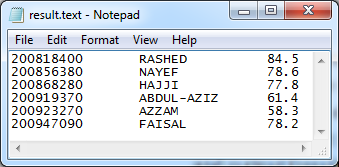 result.text - Notepad
File Edit Format View Help
200818400 RASHED 84.5
200856380 NAYEF 78.6
200868280 HAJJI 77.8
200919370 ABDUL-AZIZ 61.4
200923270 AZZAM 58.3
200947090 FAISAL 78.2